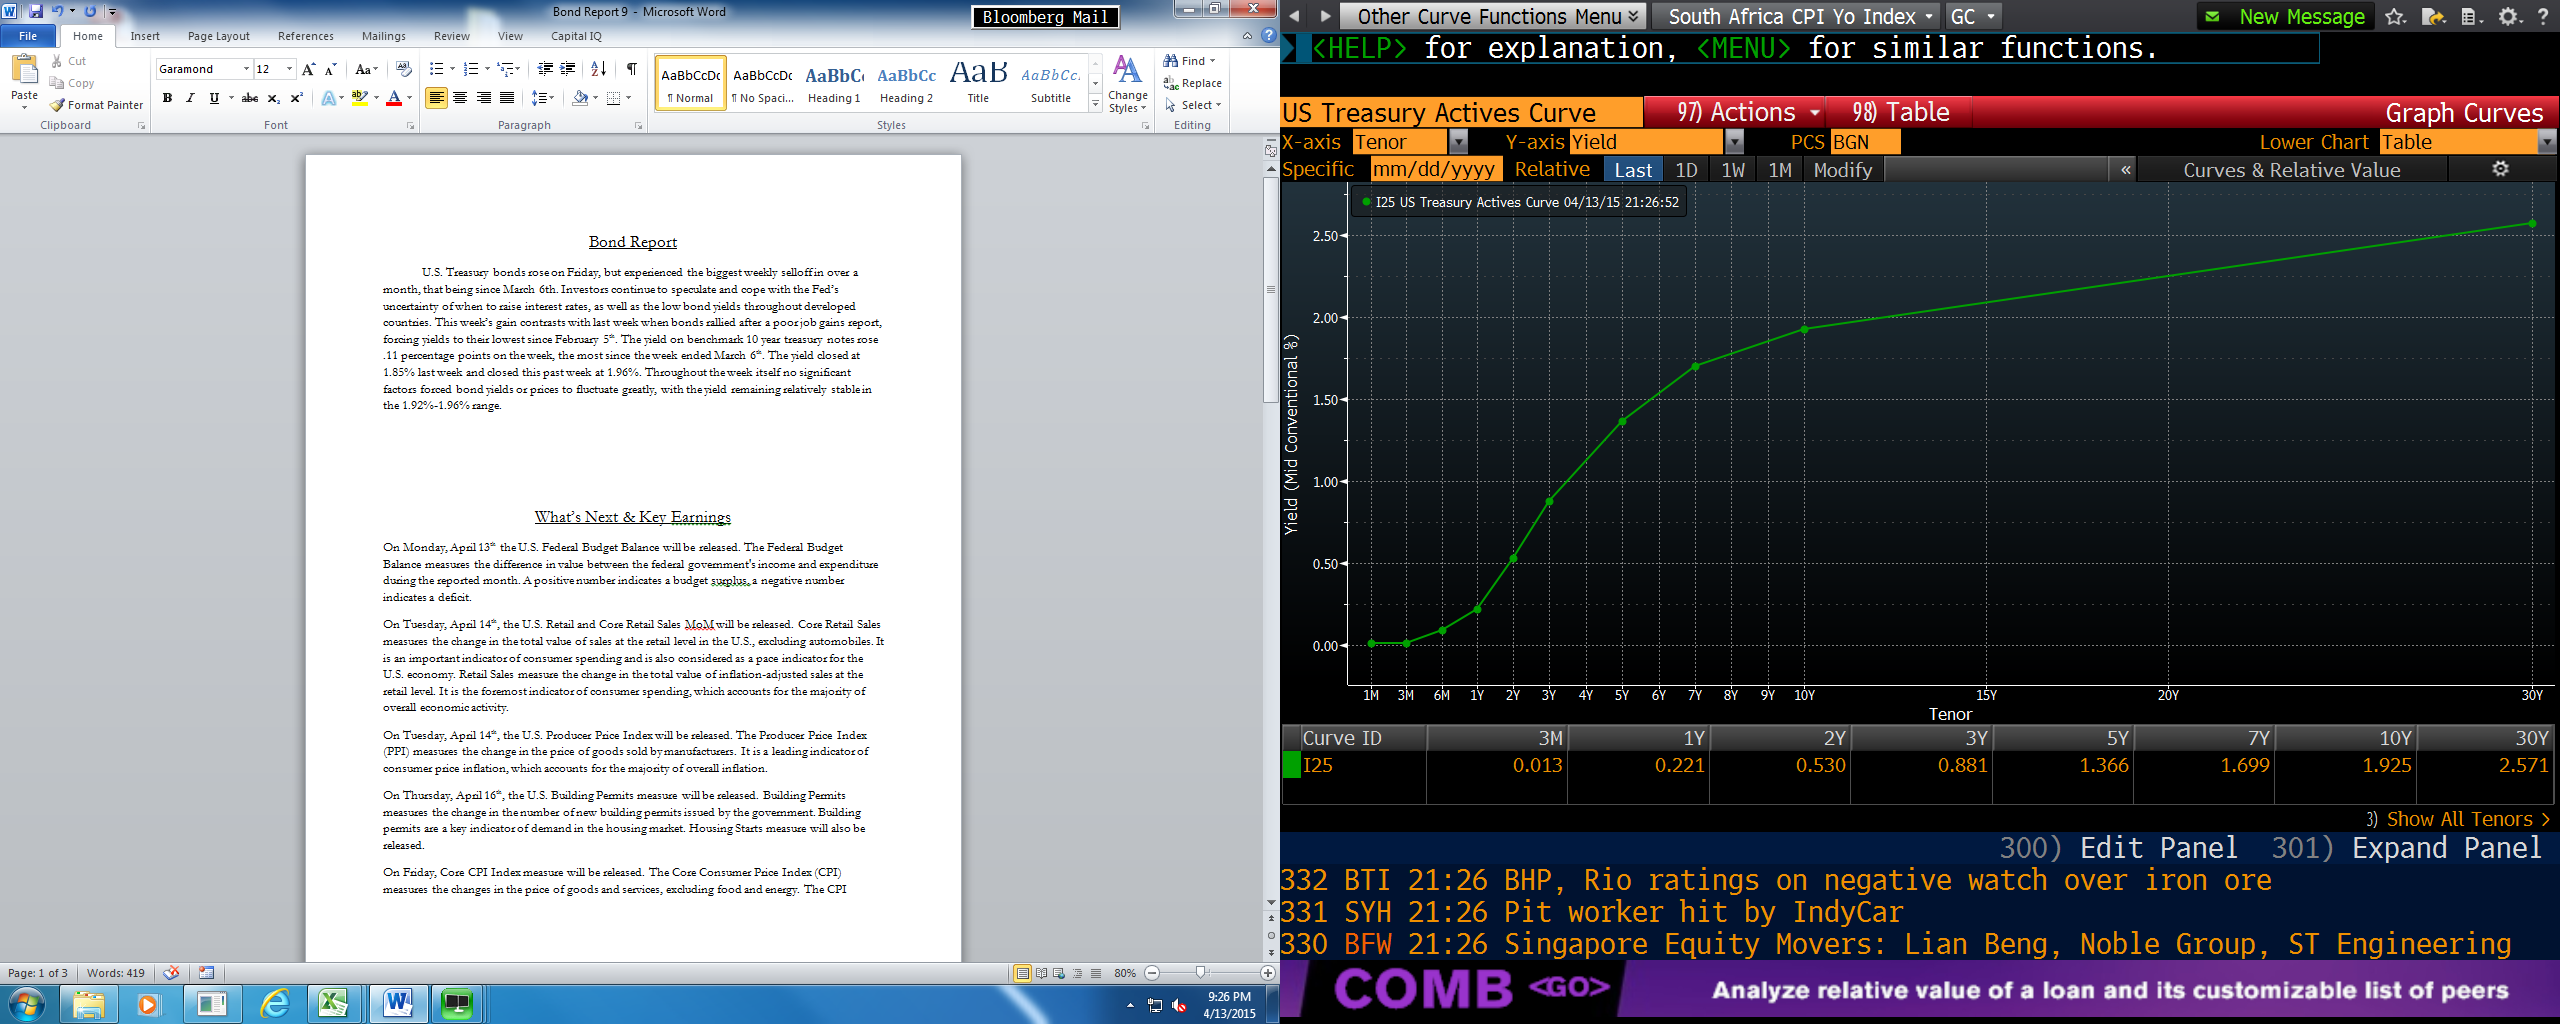 Bond Report 9 - Microsoft Word
Bloomberg Mail
File Home Insert Page Layout References Mailings Review View Capital IQ
Paste
Cut
Copy
Format Painter
Clipboard
Garamond 12
Font
Paragraph
AaBbCcDc AaBbCcDc AaBbC AaBbCc AaB AaBbCc.
¶ Normal ¶ No Spaci... Heading 1 Heading 2 Title Subtitle
Change Styles
Styles
Find
Replace
Select
Editing
Bond Report
U.S. Treasury bonds rose on Friday, but experienced the biggest weekly selloff in over a
month, that being since March 6th. Investors continue to speculate and cope with the Fed's
uncertainty of when to raise interest rates, as well as the low bond yields throughout developed
countries. This week's gain contrasts with last week when bonds rallied after a poor job gains report,
forcing yields to their lowest since February 5th. The yield on benchmark 10 year treasury notes rose
.11 percentage points on the week, the most since the week ended March 6th. The yield closed at
1.85% last week and closed this past week at 1.96%. Throughout the week itself no significant
factors forced bond yields or prices to fluctuate greatly, with the yield remaining relatively stable in
the 1.92%-1.96% range.
What's Next & Key Earnings
On Monday, April 13th the U.S. Federal Budget Balance will be released. The Federal Budget
Balance measures the difference in value between the federal government's income and expenditure
during the reported month. A positive number indicates a budget surplus, a negative number
indicates a deficit.
On Tuesday, April 14th, the U.S. Retail and Core Retail Sales MoM will be released. Core Retail Sales
measures the change in the total value of sales at the retail level in the U.S., excluding automobiles. It
is an important indicator of consumer spending and is also considered as a pace indicator for the
U.S. economy. Retail Sales measure the change in the total value of inflation-adjusted sales at the
retail level. It is the foremost indicator of consumer spending, which accounts for the majority of
overall economic activity.
On Tuesday, April 14th, the U.S. Producer Price Index will be released. The Producer Price Index
(PPI) measures the change in the price of goods sold by manufacturers. It is a leading indicator of
consumer price inflation, which accounts for the majority of overall inflation.
On Thursday, April 16th, the U.S. Building Permits measure will be released. Building Permits
measures the change in the number of new building permits issued by the government. Building
permits are a key indicator of demand in the housing market. Housing Starts measure will also be
released.
On Friday, Core CPI Index measure will be released. The Core Consumer Price Index (CPI)
measures the changes in the price of goods and services, excluding food and energy. The CPI
Page: 1 of 3 Words: 419 80%
9:26 PM
4/13/2015
Other Curve Functions Menu South Africa CPI Yo Index GC New Message
<HELP> for explanation, <MENU> for similar functions.
US Treasury Actives Curve 97) Actions 98) Table Graph Curves
X-axis Tenor Y-axis Yield PCS BGN Lower Chart Table
Specific mm/dd/yyyy Relative Last 1D 1W 1M Modify « Curves & Relative Value
I25 US Treasury Actives Curve 04/13/15 21:26:52
Yield (Mid Conventional %)
2.50
2.00
1.50
1.00
0.50
0.00
1M 3M 6M 1Y 2Y 3Y 4Y 5Y 6Y 7Y 8Y 9Y 10Y 15Y 20Y 30Y
Tenor
Curve ID 3M 1Y 2Y 3Y 5Y 7Y 10Y 30Y
I25 0.013 0.221 0.530 0.881 1.366 1.699 1.925 2.571
3) Show All Tenors >
300) Edit Panel 301) Expand Panel
332 BTI 21:26 BHP, Rio ratings on negative watch over iron ore
331 SYH 21:26 Pit worker hit by IndyCar
330 BFW 21:26 Singapore Equity Movers: Lian Beng, Noble Group, ST Engineering
COMB <GO> Analyze relative value of a loan and its customizable list of peers